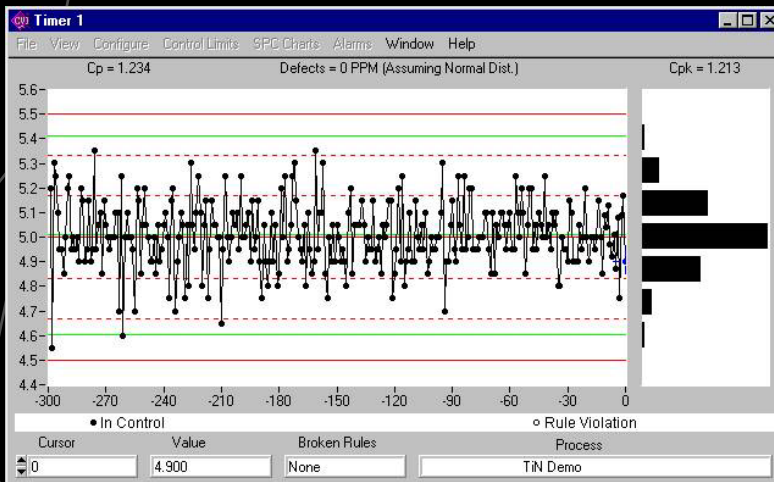 CVI Timer 1
File View Configure Control Limits SPC Charts Alarms Window Help
Cp = 1.234 Defects = 0 PPM (Assuming Normal Dist.) Cpk = 1.213
5.6
5.5
5.4
5.3
5.2
5.1
5.0
4.9
4.8
4.7
4.6
4.5
4.4
-300 -270 -240 -210 -180 -150 -120 -90 -60 -30 0
In Control Rule Violation
Cursor Value Broken Rules Process
0 4.900 None TiN Demo